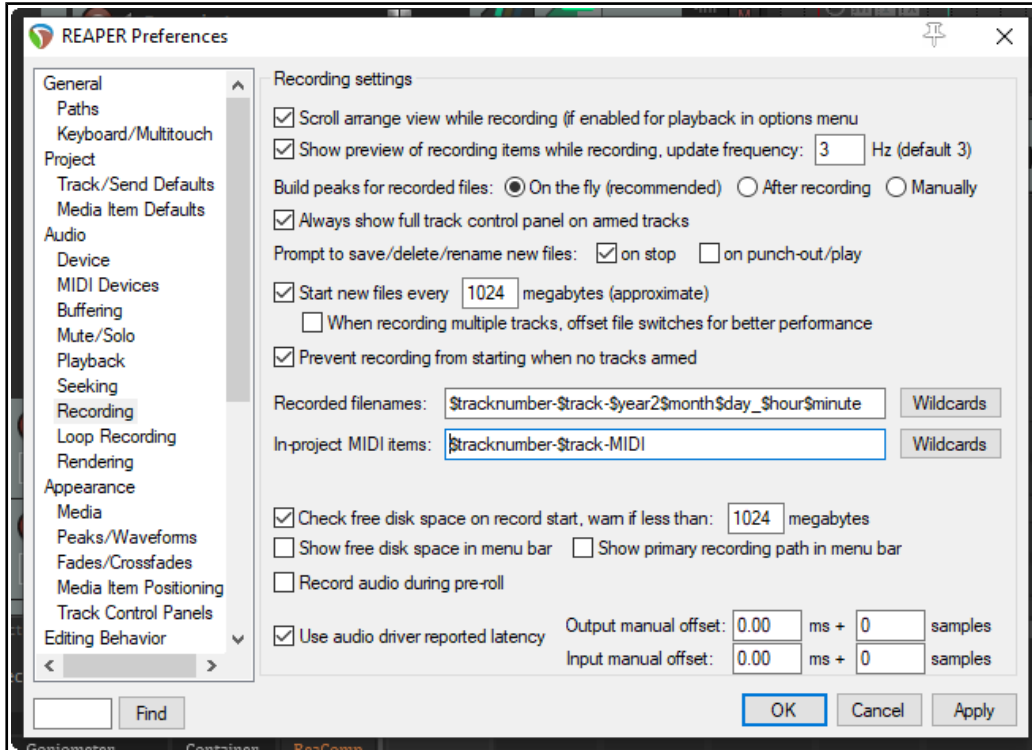 REAPER Preferences
General
Paths
Keyboard/Multitouch
Project
Track/Send Defaults
Media Item Defaults
Audio
Device
MIDI Devices
Buffering
Mute/Solo
Playback
Seeking
Recording
Loop Recording
Rendering
Appearance
Media
Peaks/Waveforms
Fades/Crossfades
Media Item Positioning
Track Control Panels
Editing Behavior
Find
Recording settings
Scroll arrange view while recording (if enabled for playback in options menu
Show preview of recording items while recording, update frequency: 3 Hz (default 3)
Build peaks for recorded files: On the fly (recommended) After recording Manually
Always show full track control panel on armed tracks
Prompt to save/delete/rename new files: on stop on punch-out/play
Start new files every 1024 megabytes (approximate)
When recording multiple tracks, offset file switches for better performance
Prevent recording from starting when no tracks armed
Recorded filenames: $tracknumber-$track-$year2$month$day_$hour$minute Wildcards
In-project MIDI items: $tracknumber-$track-MIDI Wildcards
Check free disk space on record start, warn if less than: 1024 megabytes
Show free disk space in menu bar Show primary recording path in menu bar
Record audio during pre-roll
Use audio driver reported latency
Output manual offset: 0.00 ms + 0 samples
Input manual offset: 0.00 ms + 0 samples
OK Cancel Apply
Goniometer Container ReaComp